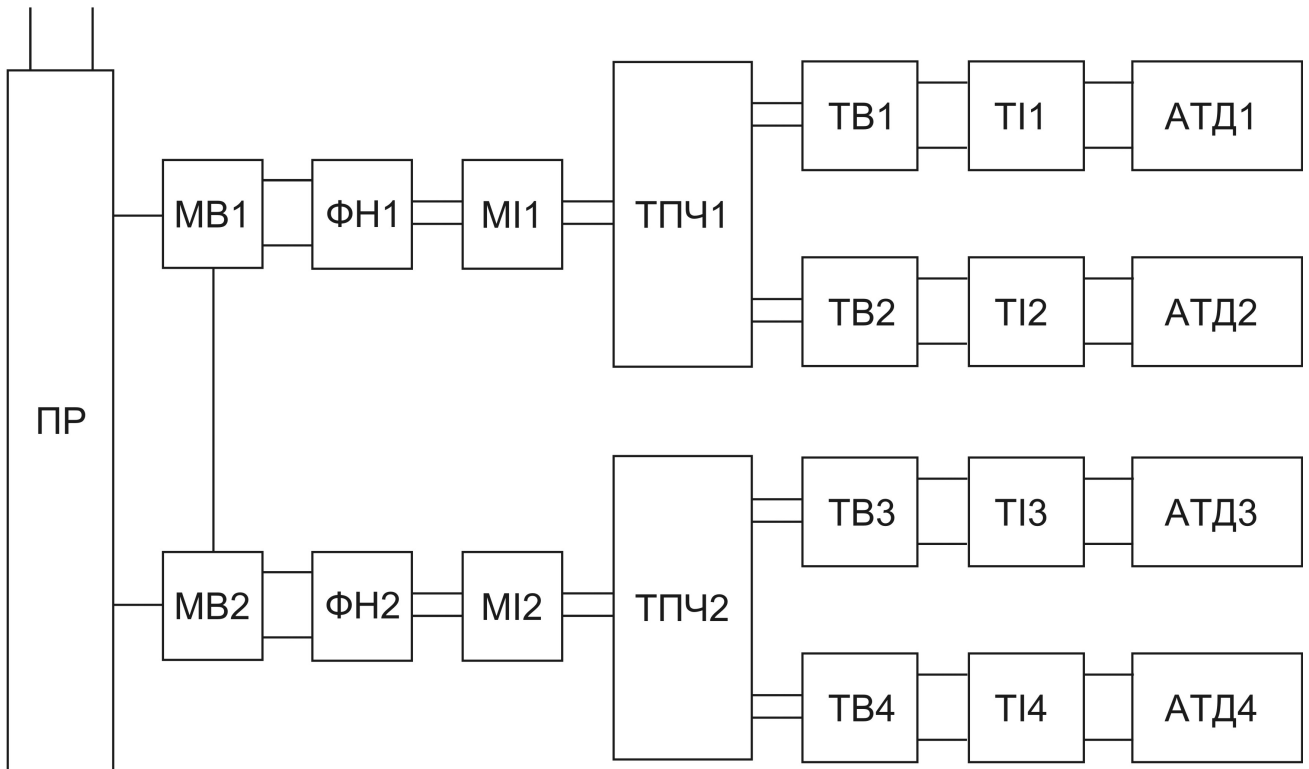 ТВ1 ТІ1 АТД1
МВ1 ФН1 МІ1 ТПЧ1
ТВ2 ТІ2 АТД2
ПР
ТВ3 ТІ3 АТД3
МВ2 ФН2 МІ2 ТПЧ2
ТВ4 ТІ4 АТД4